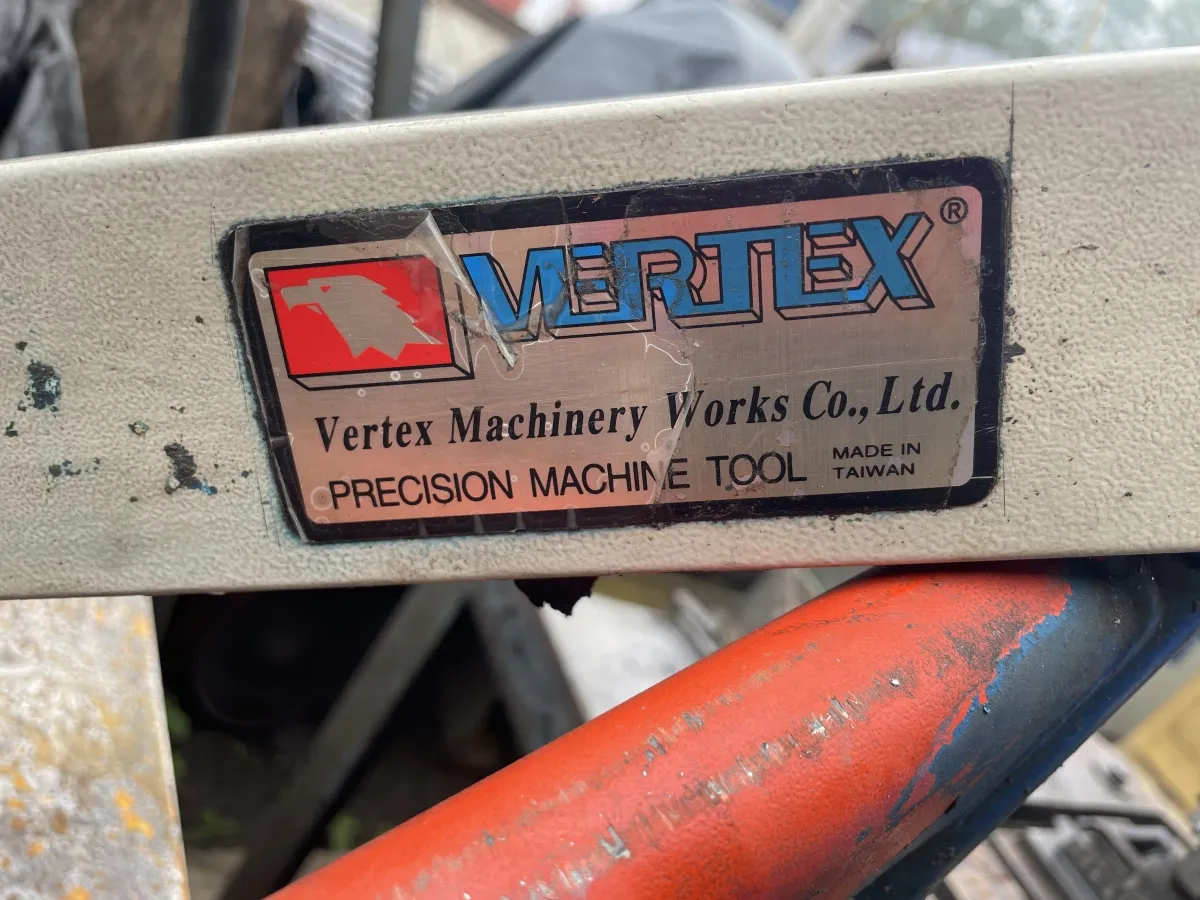 VERTEX®
Vertex Machinery Works Co., Ltd.
PRECISION MACHINE TOOL
MADE IN
TAIWAN